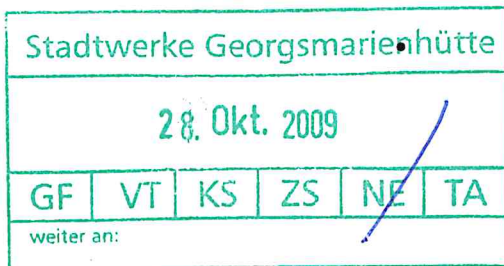 Stadtwerke Georgsmarienhütte
28. Okt. 2009
GF VT KS ZS NE TA
weiter an: